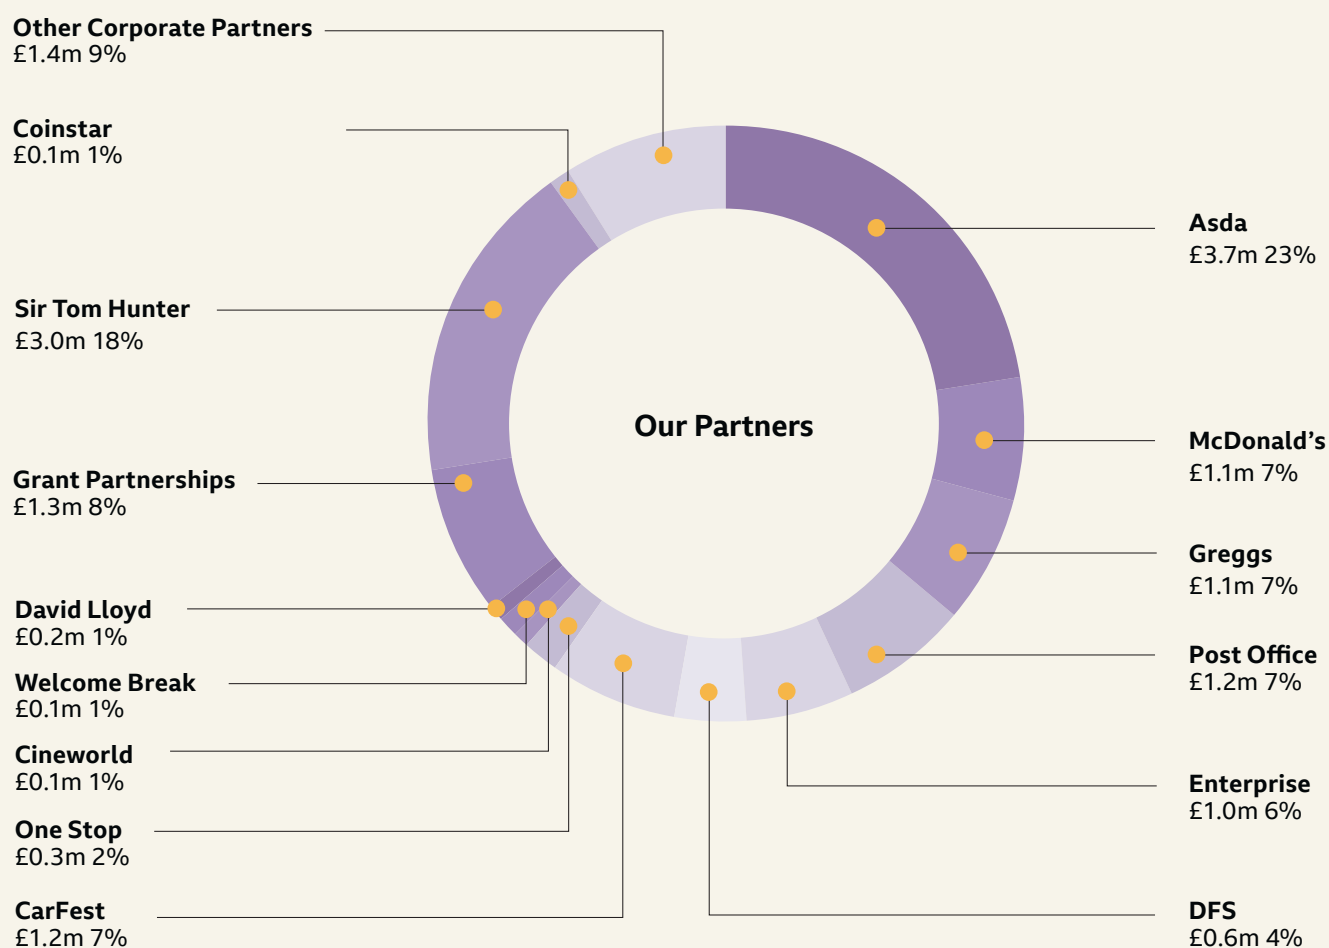 Other Corporate Partners
£1.4m 9%
Coinstar
£0.1m 1%
Sir Tom Hunter
£3.0m 18%
Grant Partnerships
£1.3m 8%
David Lloyd
£0.2m 1%
Welcome Break
£0.1m 1%
Cineworld
£0.1m 1%
One Stop
£0.3m 2%
CarFest
£1.2m 7%
Our Partners
Asda
£3.7m 23%
McDonald's
£1.1m 7%
Greggs
£1.1m 7%
Post Office
£1.2m 7%
Enterprise
£1.0m 6%
DFS
£0.6m 4%